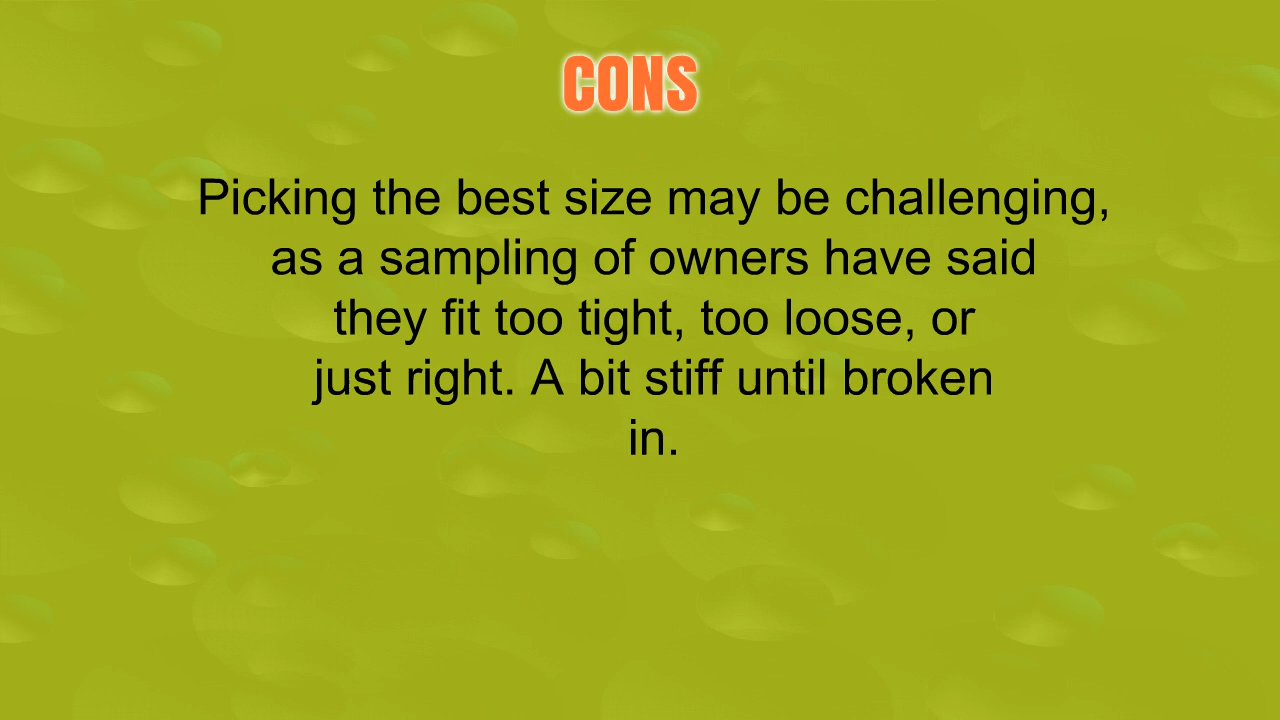 CONS
Picking the best size may be challenging,
as a sampling of owners have said
they fit too tight, too loose, or
just right. A bit stiff until broken
in.